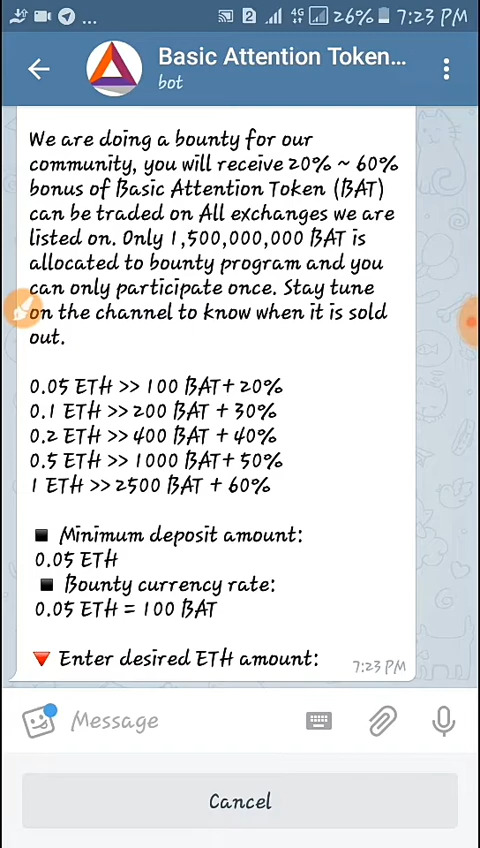 4G 26% 7:23 PM
Basic Attention Token...
bot
We are doing a bounty for our
community, you will receive 20% ~ 60%
bonus of Basic Attention Token (BAT)
can be traded on All exchanges we are
listed on. Only 1,500,000,000 BAT is
allocated to bounty program and you
can only participate once. Stay tune
on the channel to know when it is sold
out.
0.05 ETH >> 100 BAT+ 20%
0.1 ETH >> 200 BAT + 30%
0.2 ETH >> 400 BAT + 40%
0.5 ETH >> 1000 BAT+ 50%
1 ETH >> 2500 BAT + 60%
◾ Minimum deposit amount:
0.05 ETH
◾ Bounty currency rate:
0.05 ETH = 100 BAT
🔻 Enter desired ETH amount:
7:23 PM
Message
Cancel